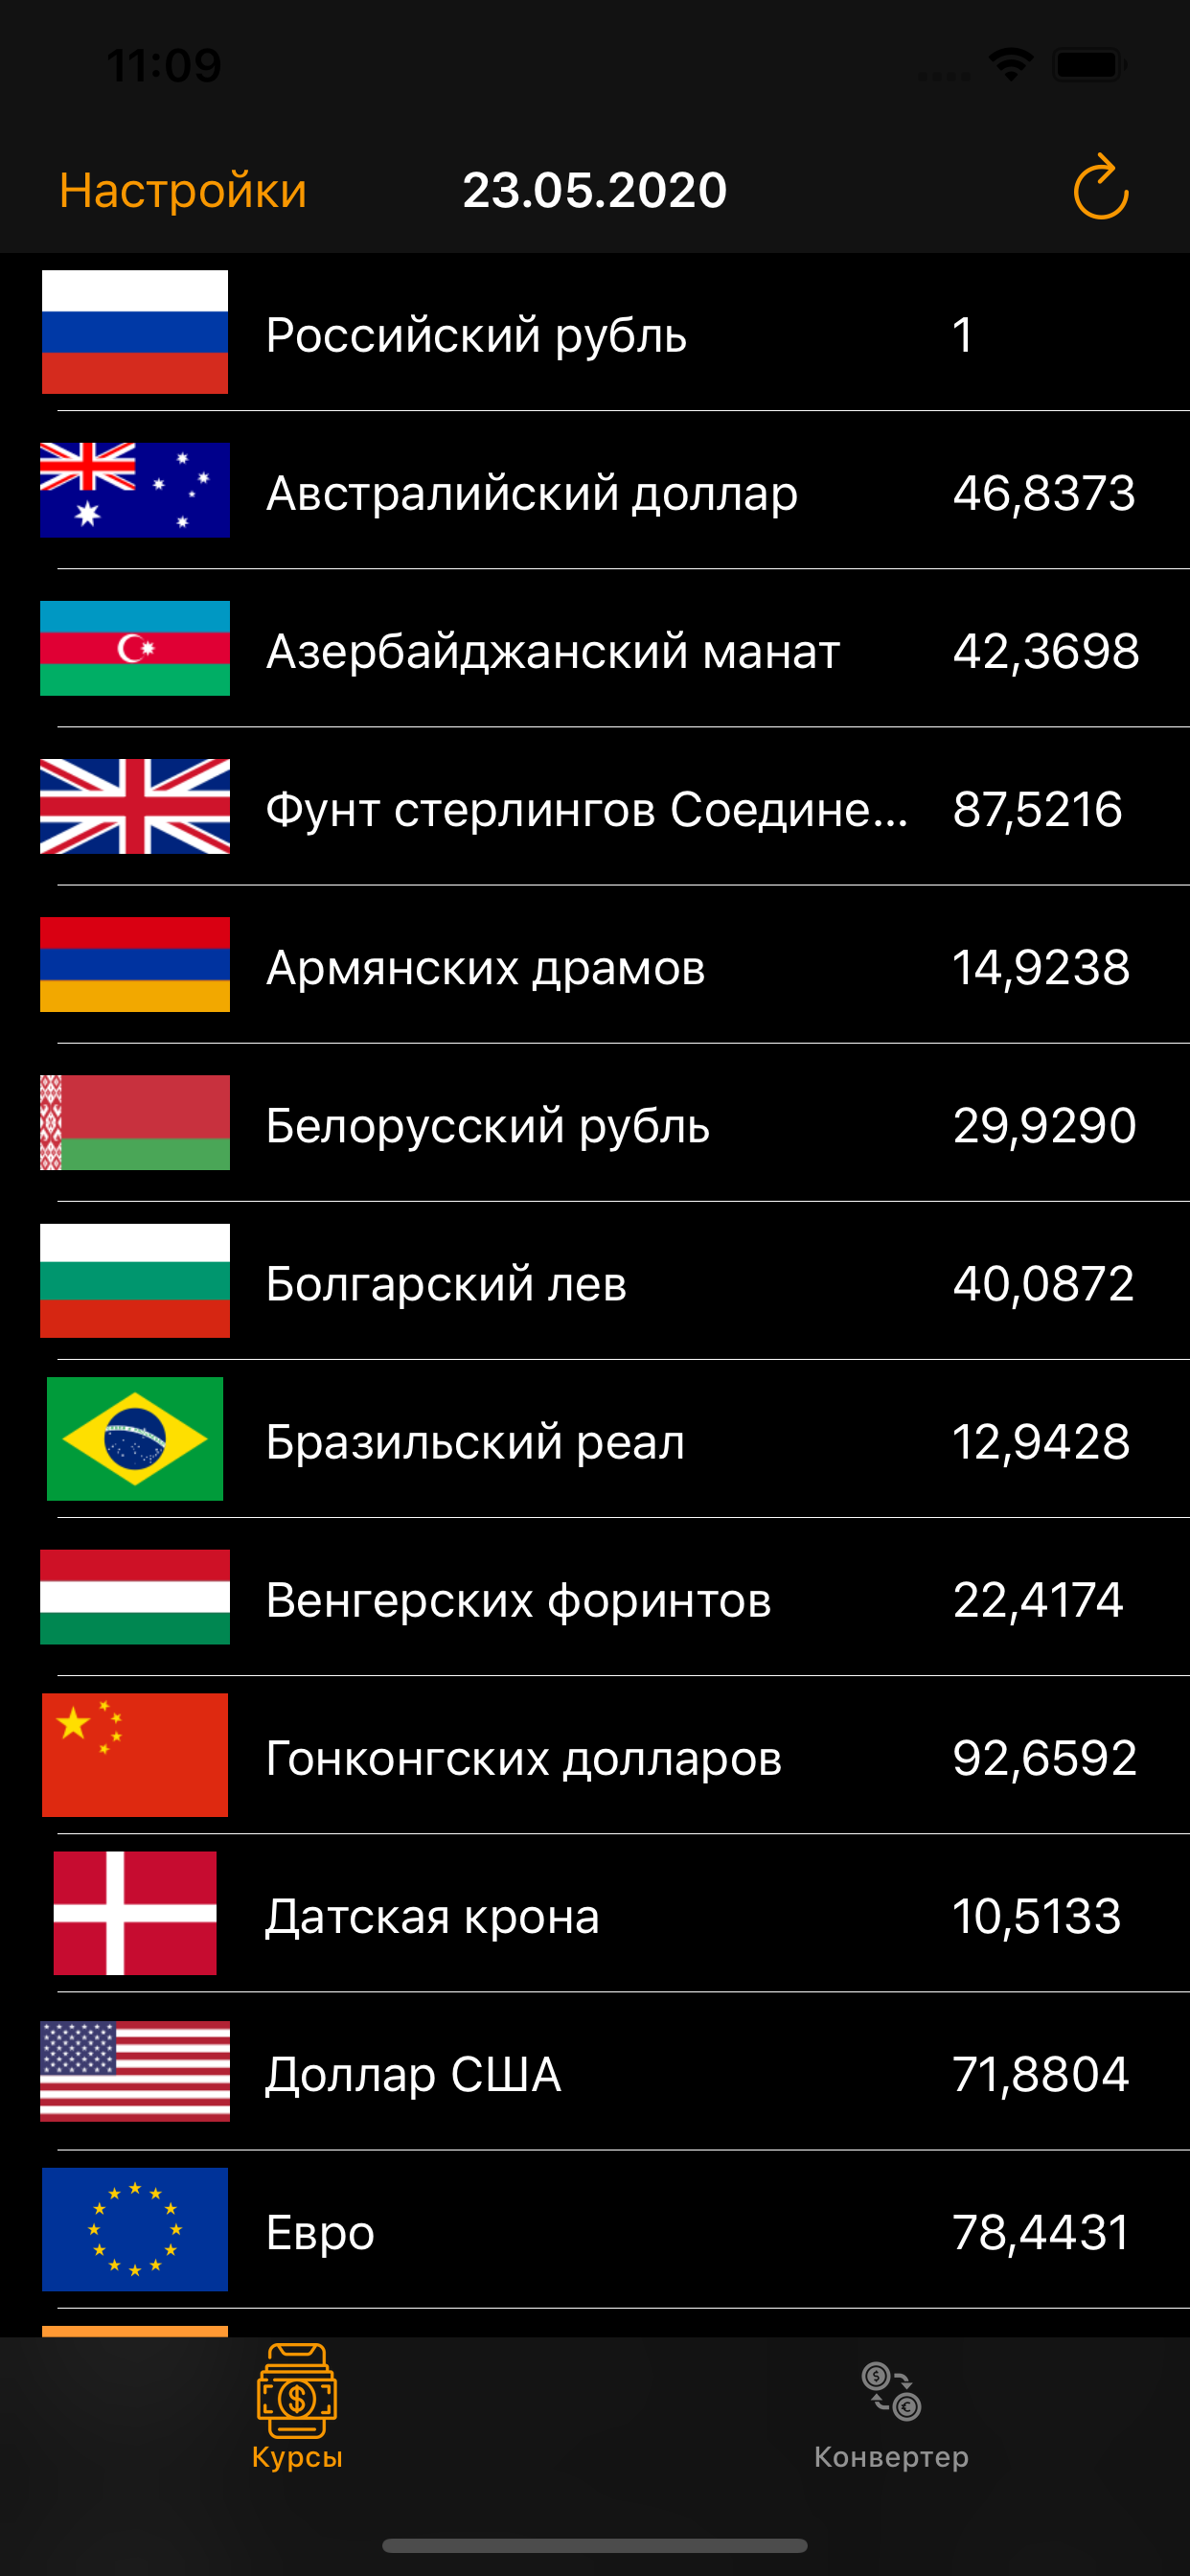 11:09
Настройки 23.05.2020
Российский рубль 1
Австралийский доллар 46,8373
Азербайджанский манат 42,3698
Фунт стерлингов Соедине... 87,5216
Армянских драмов 14,9238
Белорусский рубль 29,9290
Болгарский лев 40,0872
Бразильский реал 12,9428
Венгерских форинтов 22,4174
Гонконгских долларов 92,6592
Датская крона 10,5133
Доллар США 71,8804
Евро 78,4431
Курсы Конвертер